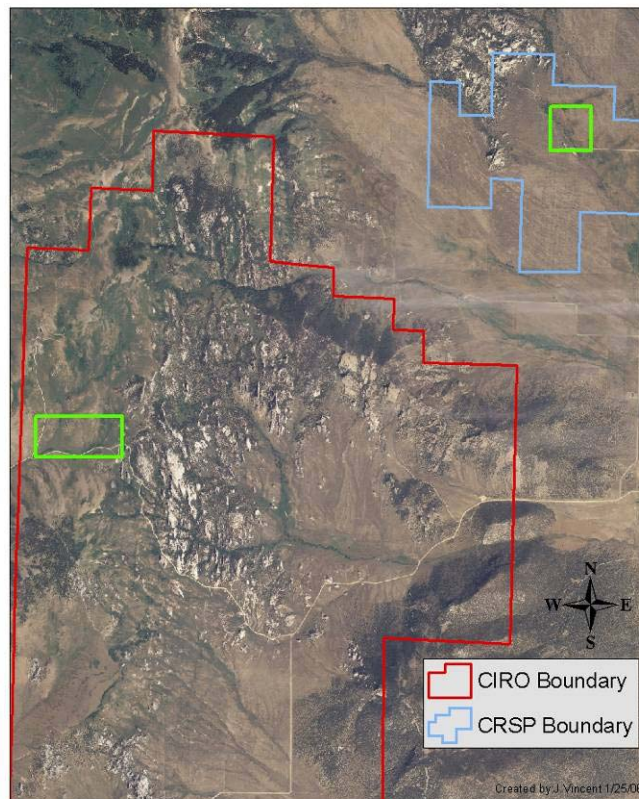 N
W E
S
CIRO Boundary
CRSP Boundary
Created by J. Vincent 1/25/0